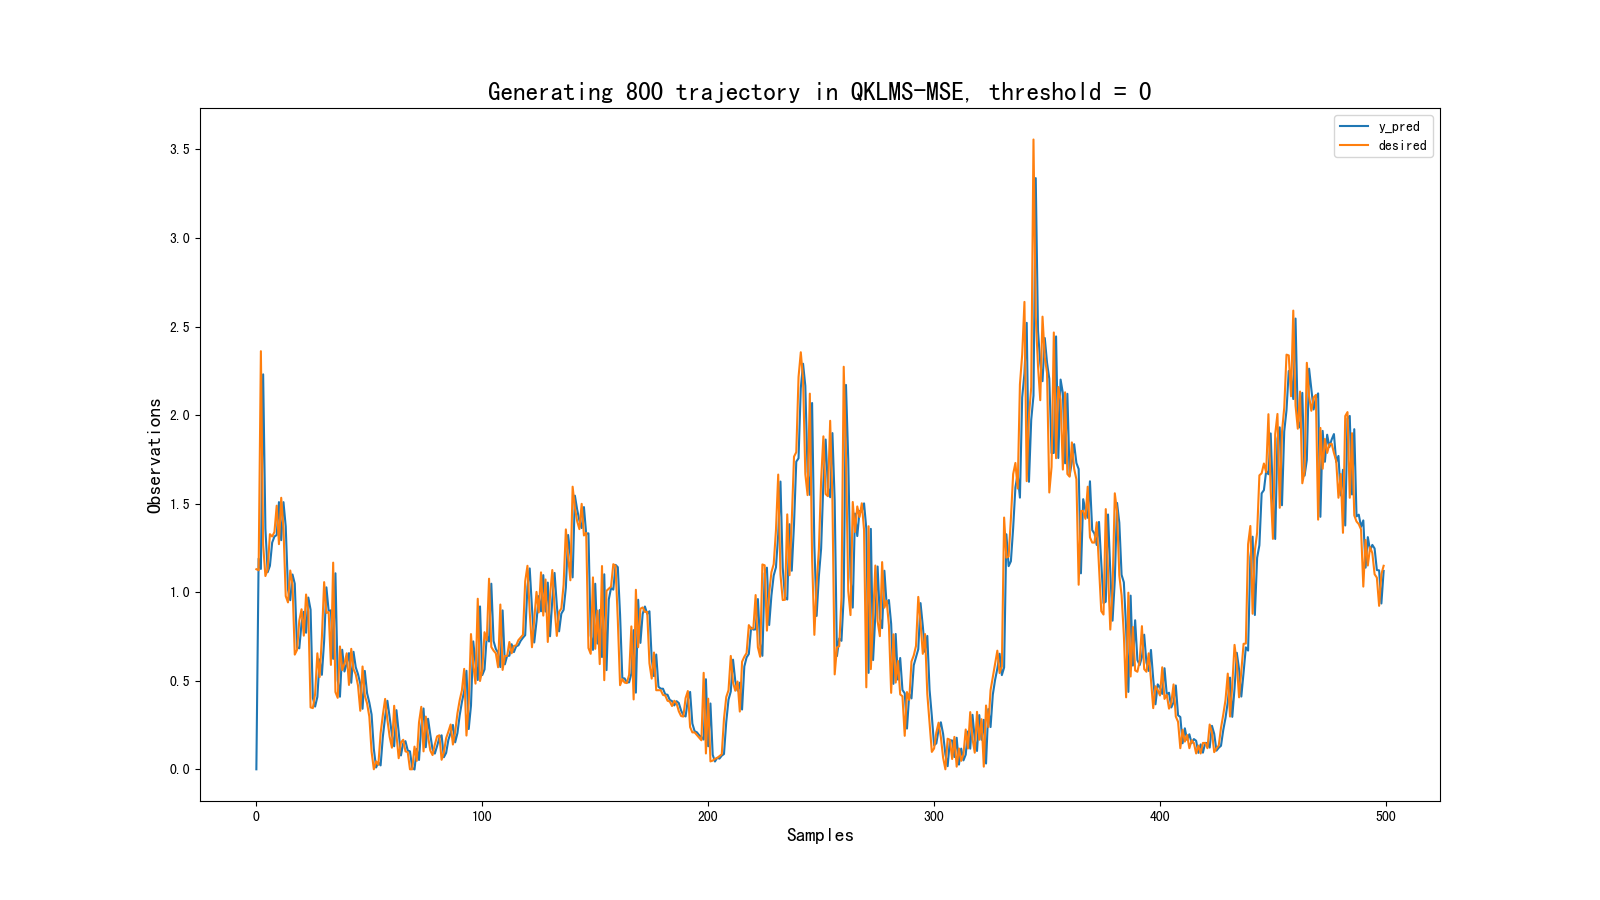 Generating 800 trajectory in QKLMS-MSE, threshold = 0
y_pred
desired
3.5
3.0
2.5
2.0
1.5
1.0
0.5
0.0
Observations
0 100 200 300 400 500
Samples